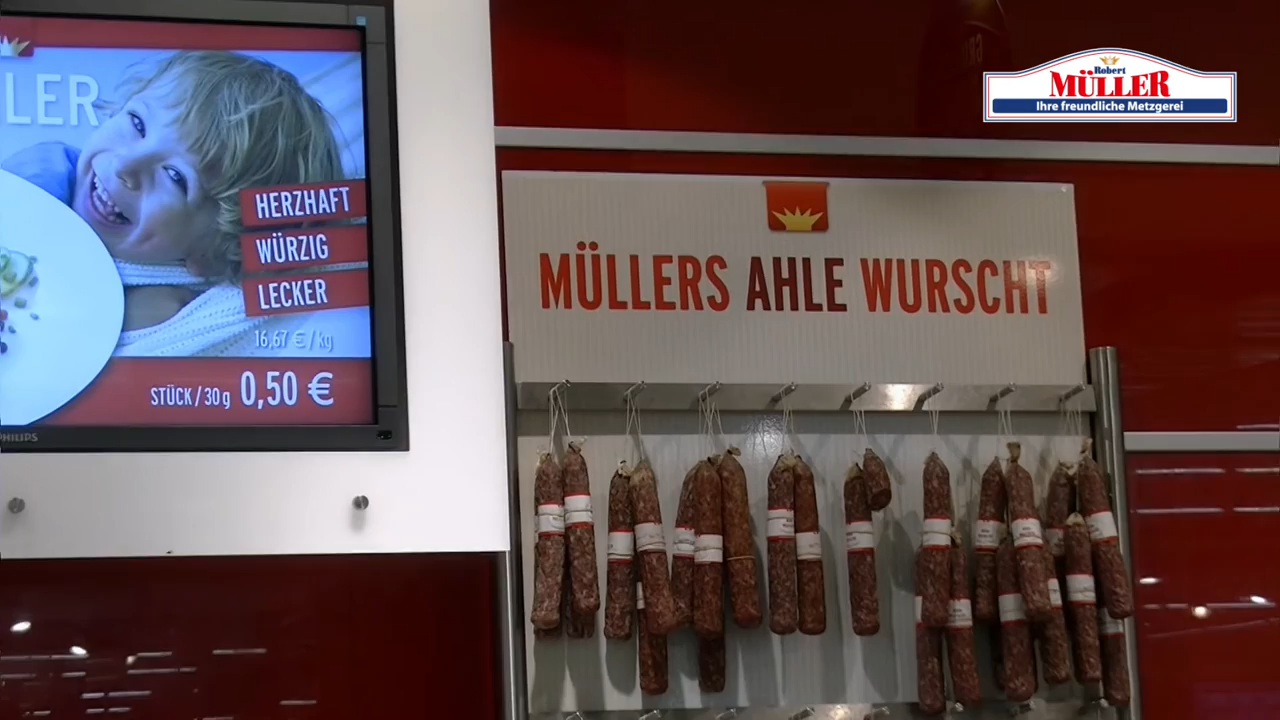 LER
HERZHAFT
WÜRZIG
LECKER
16,67 €/kg
STÜCK / 30 g 0,50 €
PHILIPS
Robert
MÜLLER
Ihre freundliche Metzgerei
MÜLLERS AHLE WURSCHT